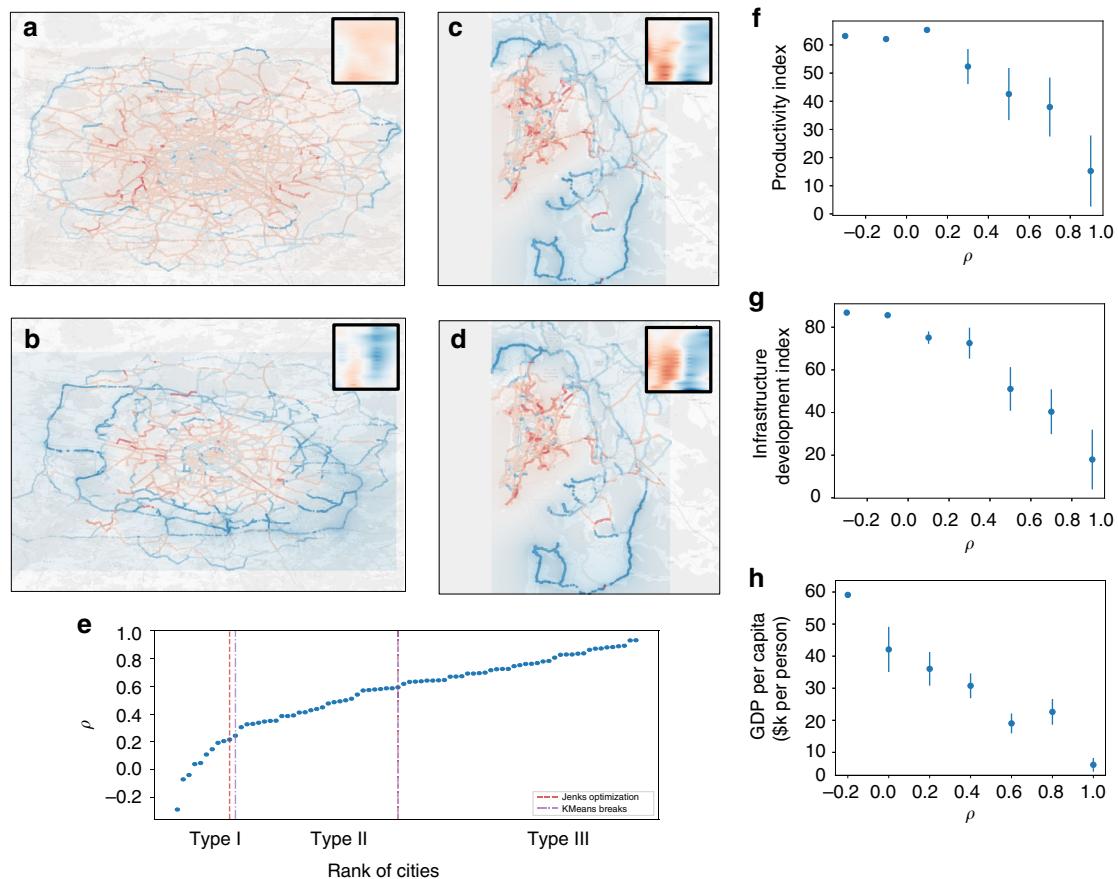 a
b
c
d
e
1.0
0.8
0.6
0.4
0.2
0.0
−0.2
ρ
Jenks optimization
KMeans breaks
Type I
Type II
Type III
Rank of cities
f
60
50
40
30
20
10
0
Productivity index
−0.2
0.0
0.2
0.4
0.6
0.8
1.0
ρ
g
80
60
40
20
0
Infrastructure
development index
−0.2
0.0
0.2
0.4
0.6
0.8
1.0
ρ
h
60
50
40
30
20
10
0
GDP per capita
($k per person)
−0.2
0.0
0.2
0.4
0.6
0.8
1.0
ρ